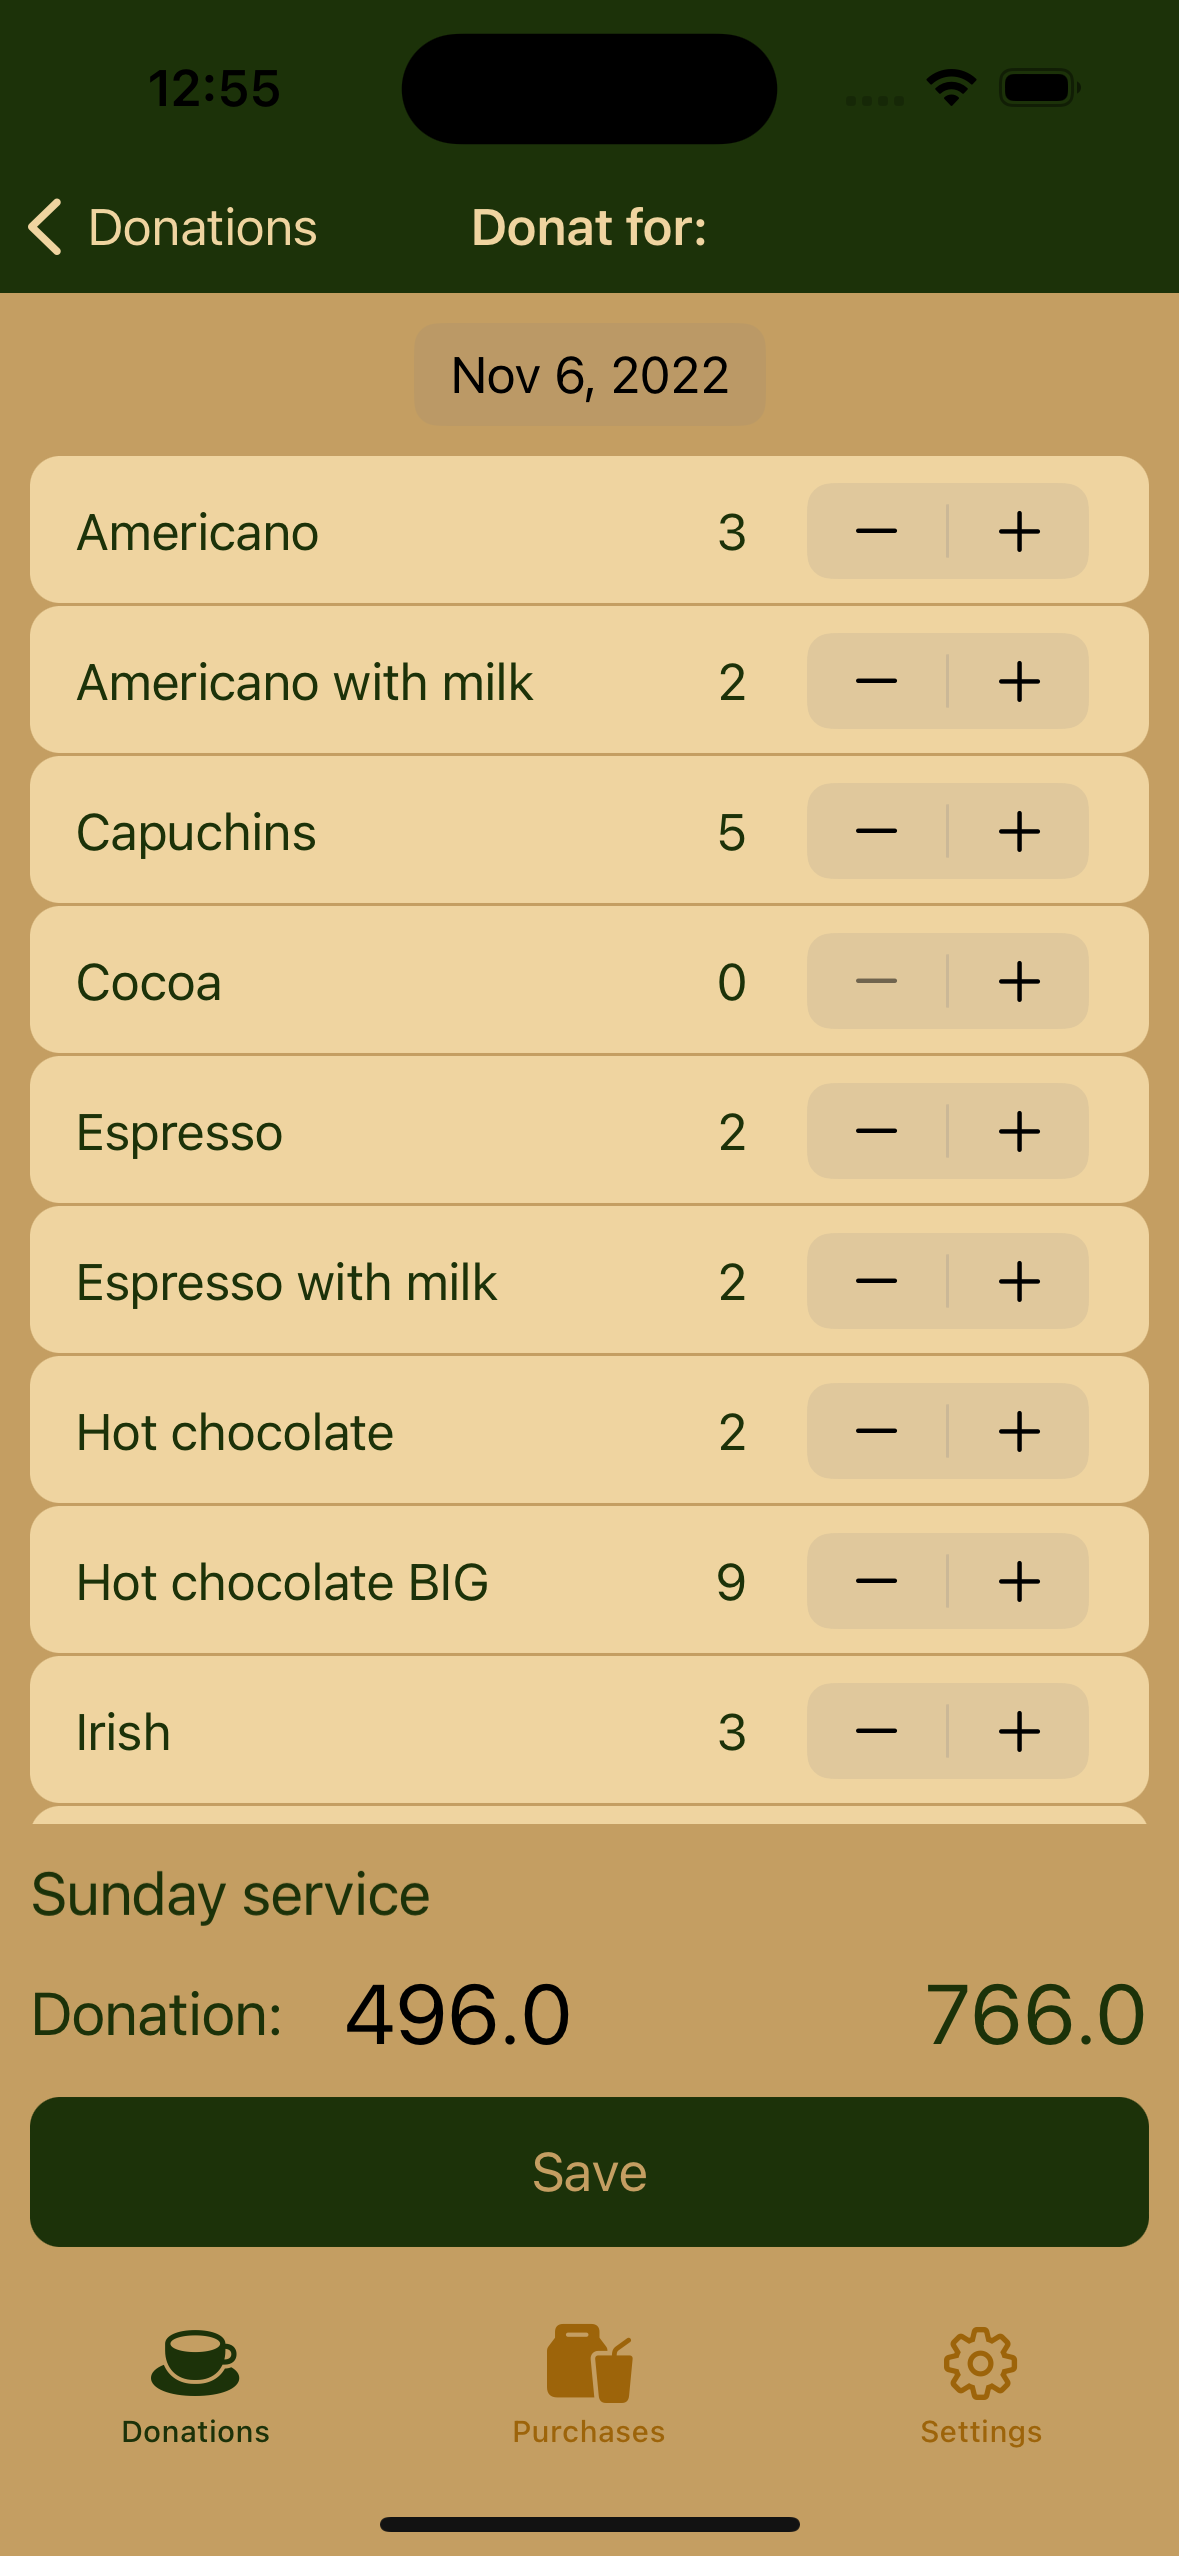 12:55
Donations Donat for:
Nov 6, 2022
Americano 3
Americano with milk 2
Capuchins 5
Cocoa 0
Espresso 2
Espresso with milk 2
Hot chocolate 2
Hot chocolate BIG 9
Irish 3
Sunday service
Donation: 496.0 766.0
Save
Donations Purchases Settings